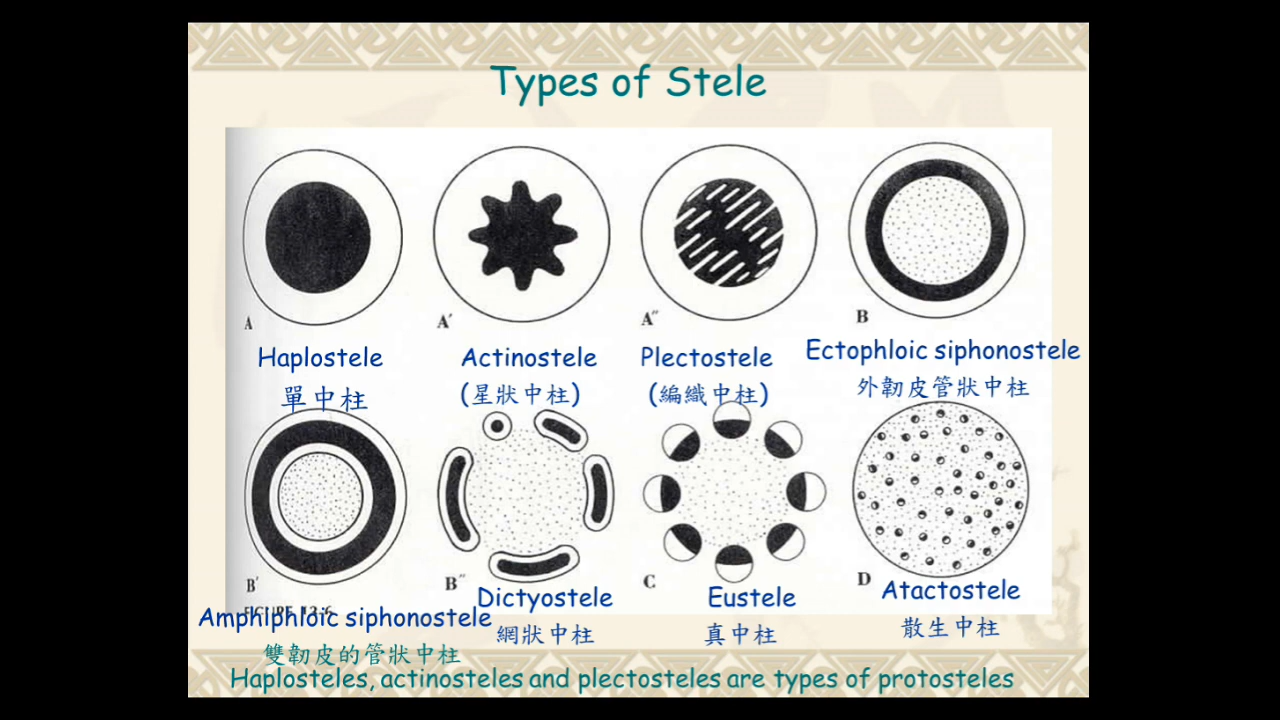 Types of Stele
A
A′
A″
B
Haplostele
Actinostele
Plectostele
Ectophloic siphonostele
單中柱
(星狀中柱)
(編織中柱)
外韌皮管狀中柱
B′
B″
C
D
Dictyostele
Eustele
Atactostele
FIGURE 12.6
Amphiphloic siphonostele
網狀中柱
真中柱
散生中柱
雙韌皮的管狀中柱
Haplosteles, actinosteles and plectosteles are types of protosteles